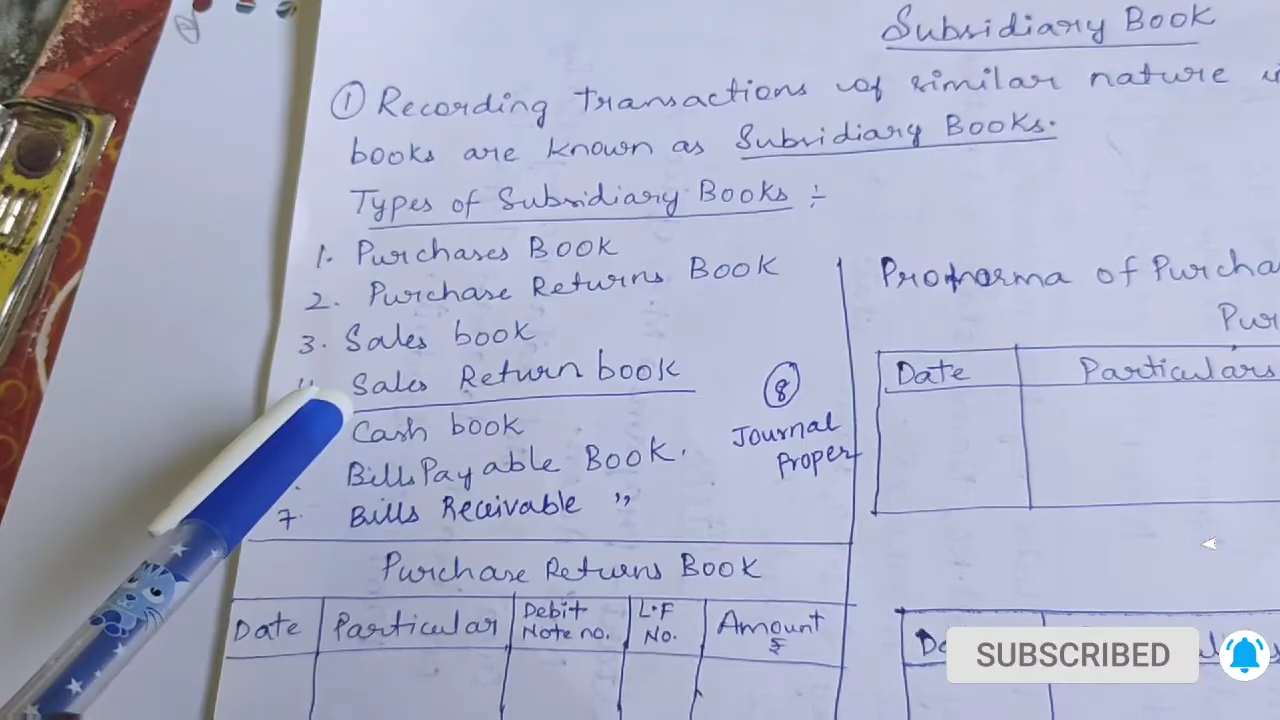 Subsidiary Book
① Recording transactions of similar nature
books are known as Subsidiary Books.
Types of Subsidiary Books :-
1. Purchases Book
2. Purchase Returns Book
3. Sales book
Sales Return book
Cash book
Bills Payable Book.
7. Bills Receivable "
⑧
Journal
Proper
Purchase Returns Book
Date Particular Debit Note no. L.F No. Amount ₹
Proforma of
Date Particulars
SUBSCRIBED